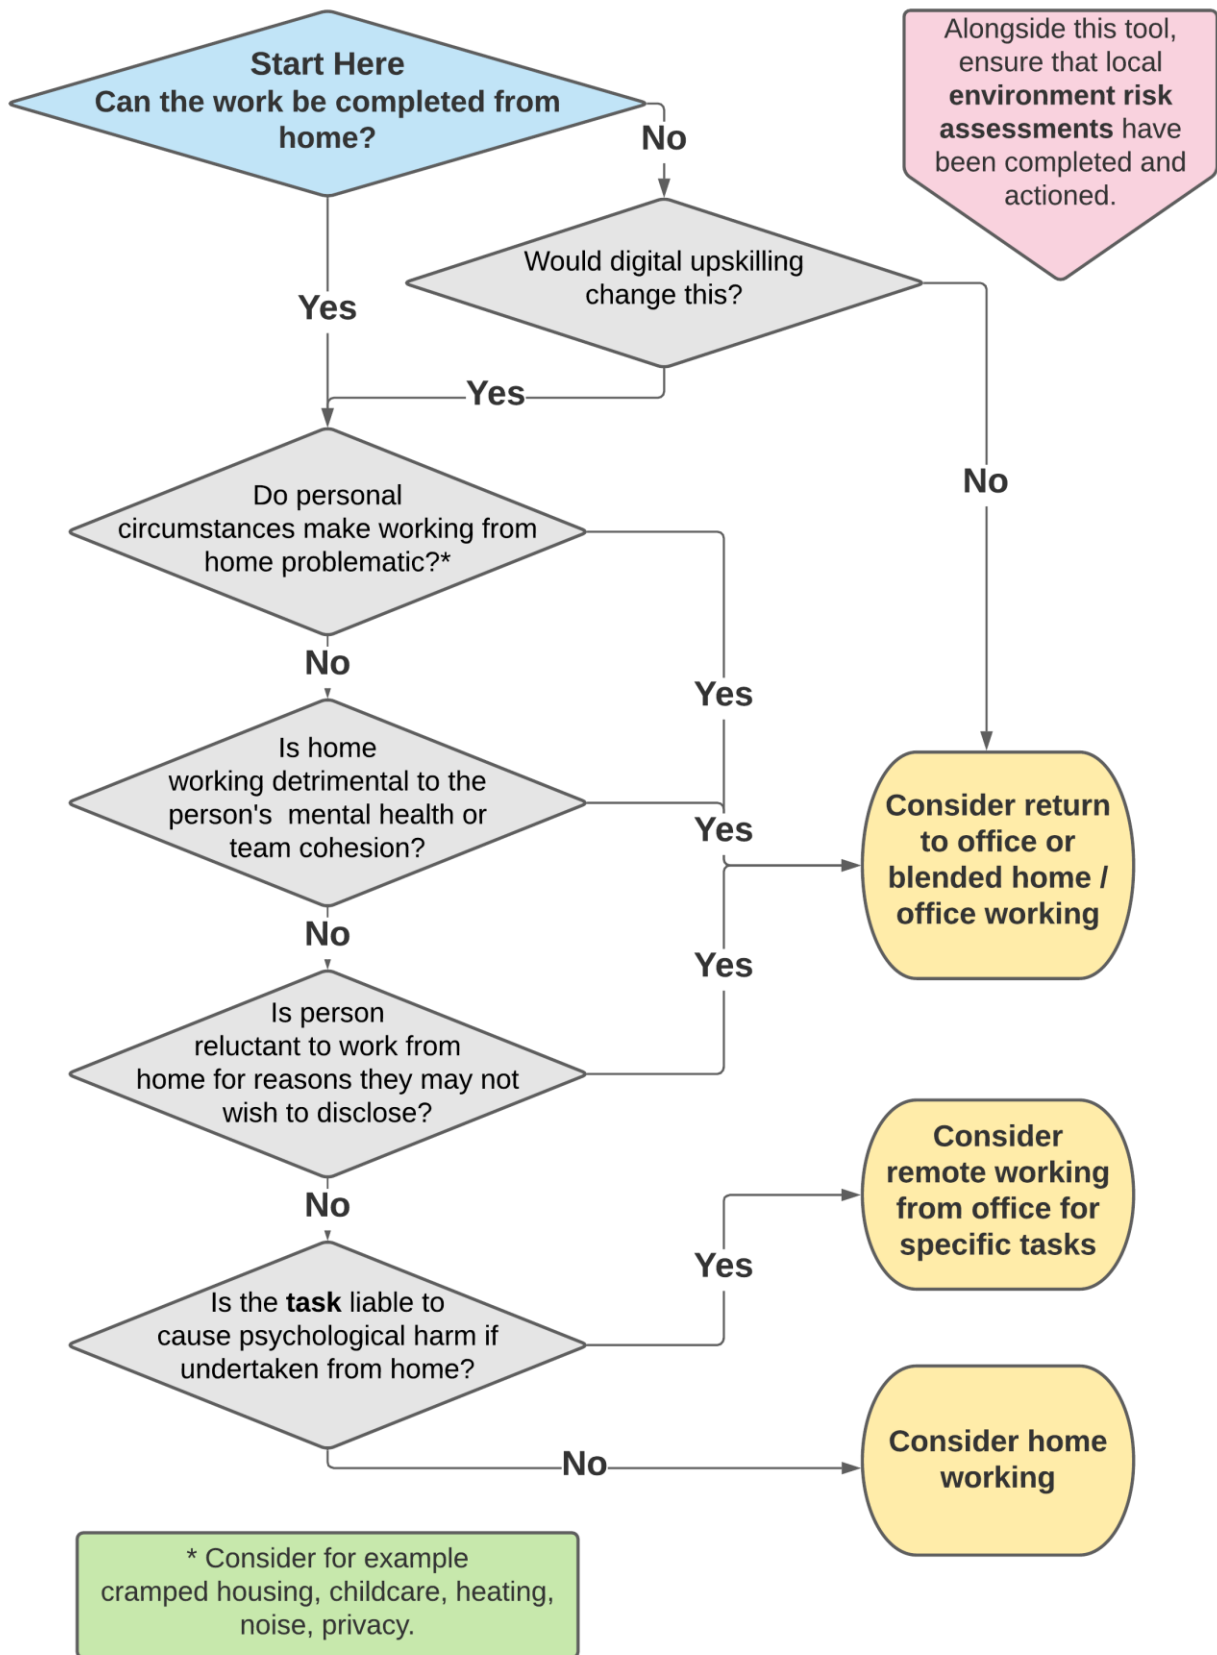 Start Here
Can the work be completed from
home?
Alongside this tool,
ensure that local
environment risk
assessments have
been completed and
actioned.
No
Would digital upskilling
change this?
Yes
Yes
No
Do personal
circumstances make working from
home problematic?*
No
Yes
Is home
working detrimental to the
person's  mental health or
team cohesion?
Yes
Consider return
to office or
blended home /
office working
No
Is person
reluctant to work from
home for reasons they may not
wish to disclose?
Yes
No
Consider
remote working
from office for
specific tasks
Is the task liable to
cause psychological harm if
undertaken from home?
Yes
No
Consider home
working
* Consider for example
cramped housing, childcare, heating,
noise, privacy.